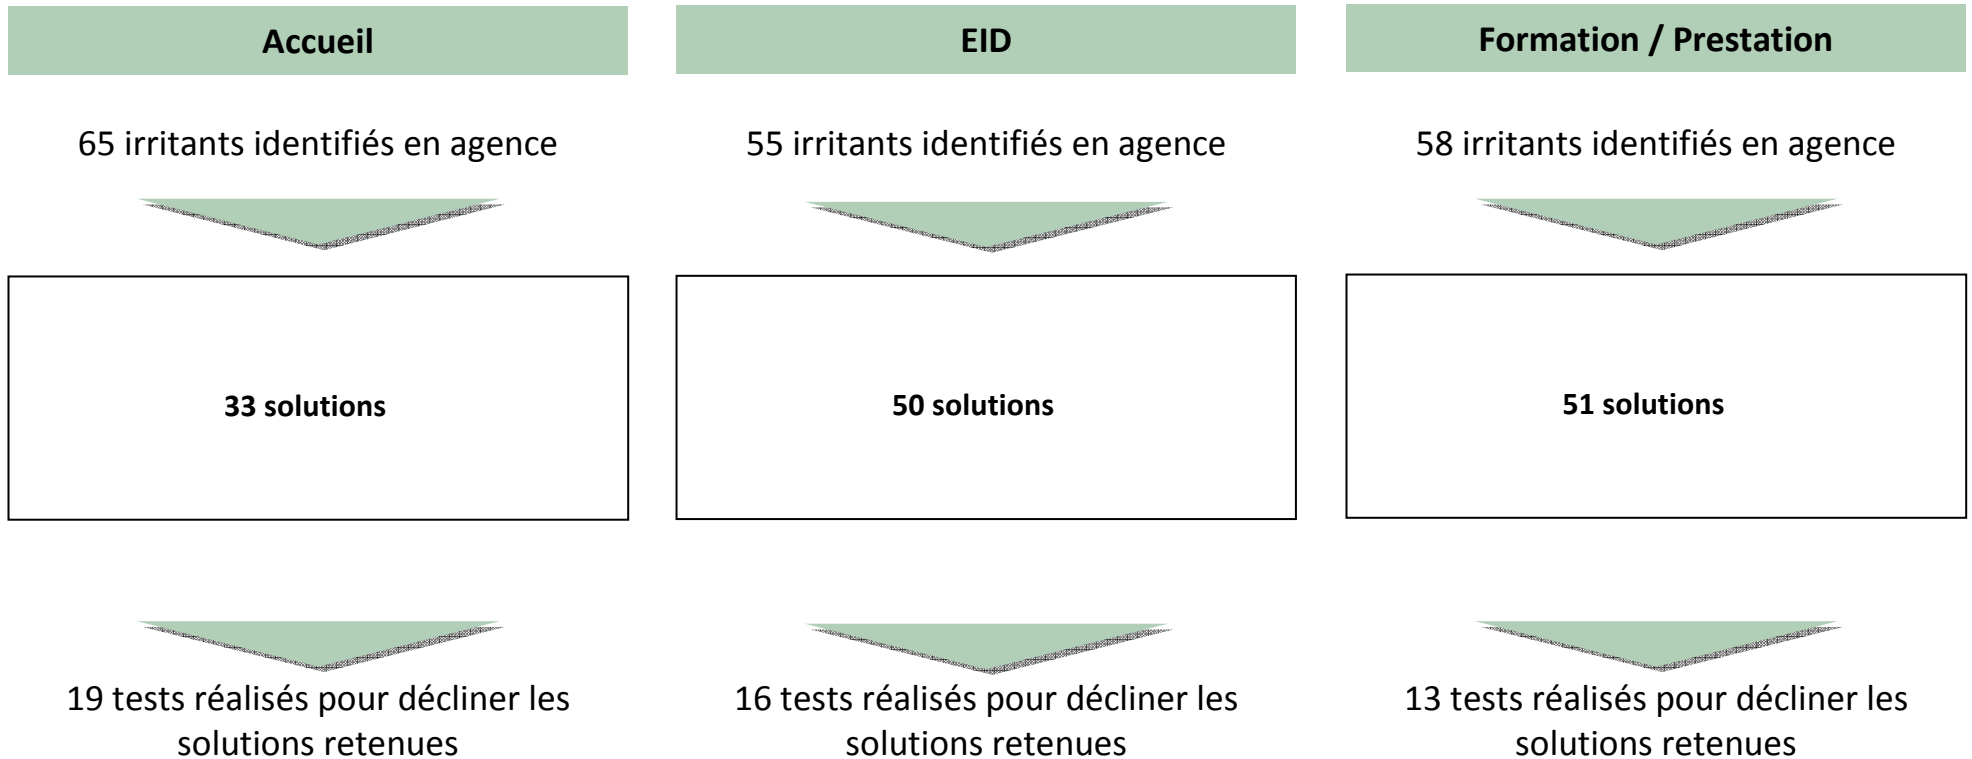 Accueil
65 irritants identifiés en agence
33 solutions
19 tests réalisés pour décliner les
solutions retenues
EID
55 irritants identifiés en agence
50 solutions
16 tests réalisés pour décliner les
solutions retenues
Formation / Prestation
58 irritants identifiés en agence
51 solutions
13 tests réalisés pour décliner les
solutions retenues